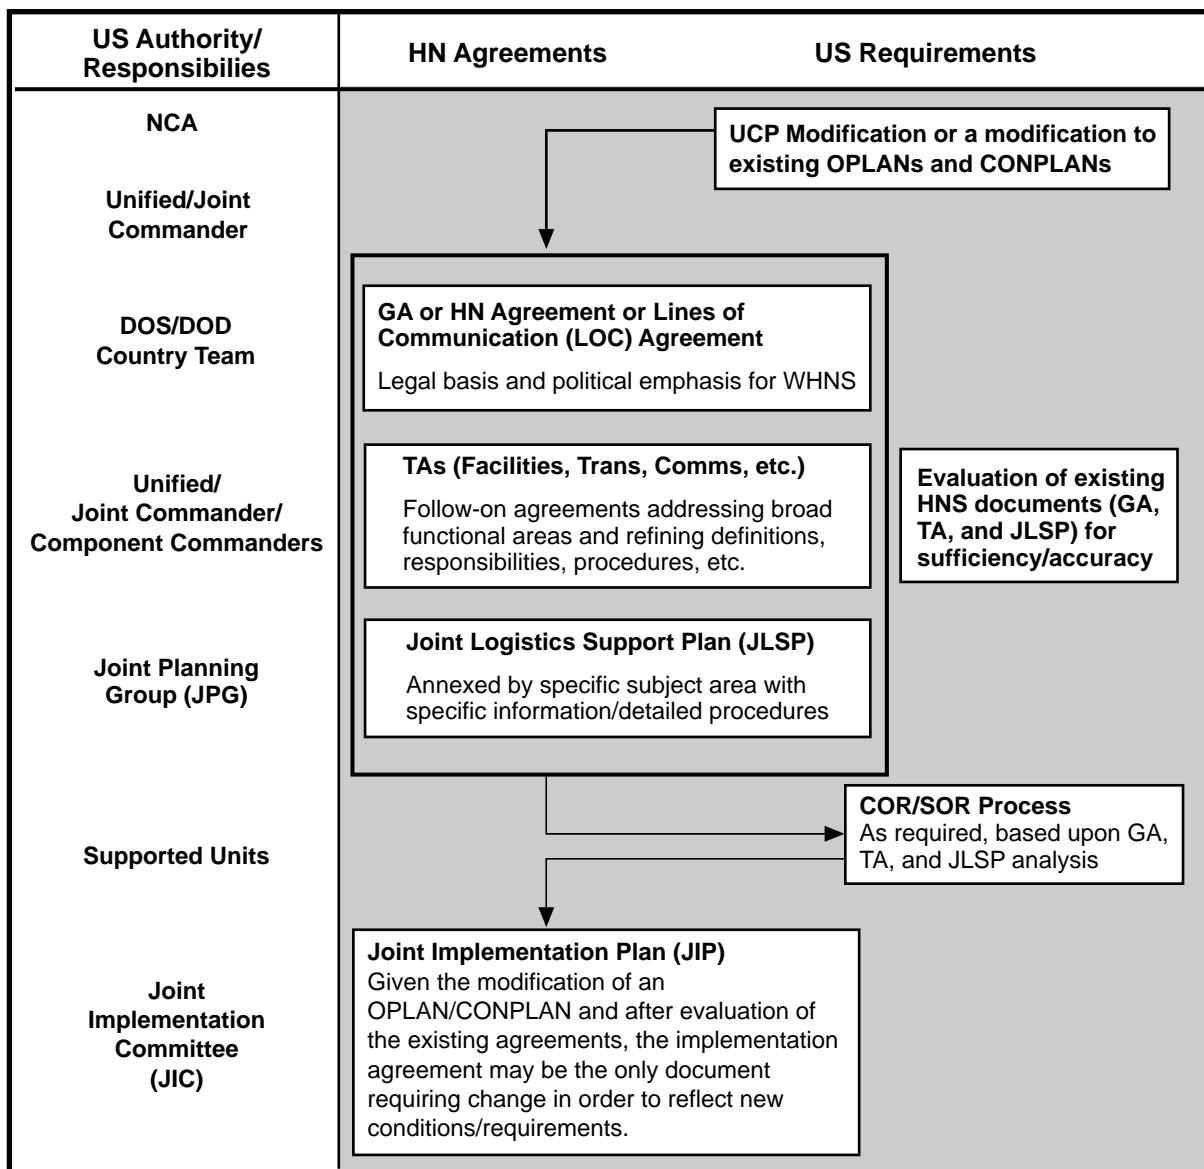 US Authority/
Responsibilies
HN Agreements
US Requirements
NCA
UCP Modification or a modification to
existing OPLANs and CONPLANs
Unified/Joint
Commander
DOS/DOD
Country Team
GA or HN Agreement or Lines of
Communication (LOC) Agreement
Legal basis and political emphasis for WHNS
Unified/
Joint Commander/
Component Commanders
TAs (Facilities, Trans, Comms, etc.)
Follow-on agreements addressing broad
functional areas and refining definitions,
responsibilities, procedures, etc.
Evaluation of existing
HNS documents (GA,
TA, and JLSP) for
sufficiency/accuracy
Joint Planning
Group (JPG)
Joint Logistics Support Plan (JLSP)
Annexed by specific subject area with
specific information/detailed procedures
Supported Units
COR/SOR Process
As required, based upon GA,
TA, and JLSP analysis
Joint
Implementation
Committee
(JIC)
Joint Implementation Plan (JIP)
Given the modification of an
OPLAN/CONPLAN and after evaluation of
the existing agreements, the implementation
agreement may be the only document
requiring change in order to reflect new
conditions/requirements.